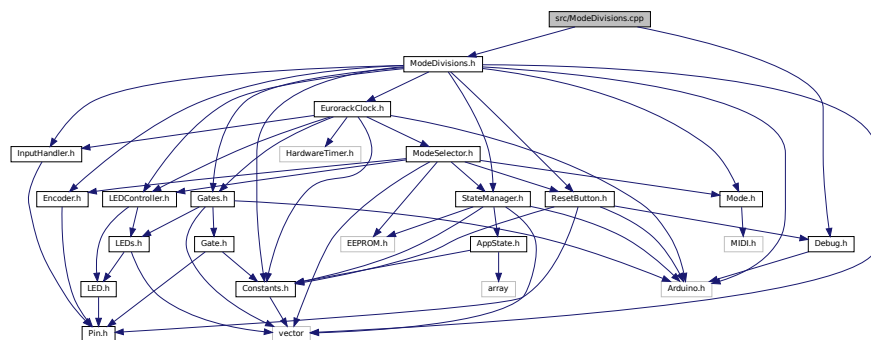 src/ModeDivisions.cpp
ModeDivisions.h
EurorackClock.h
InputHandler.h
HardwareTimer.h
ModeSelector.h
Encoder.h
LEDController.h
Gates.h
StateManager.h
ResetButton.h
Mode.h
LEDs.h
Gate.h
EEPROM.h
AppState.h
MIDI.h
Debug.h
LED.h
Constants.h
array
Arduino.h
Pin.h
vector